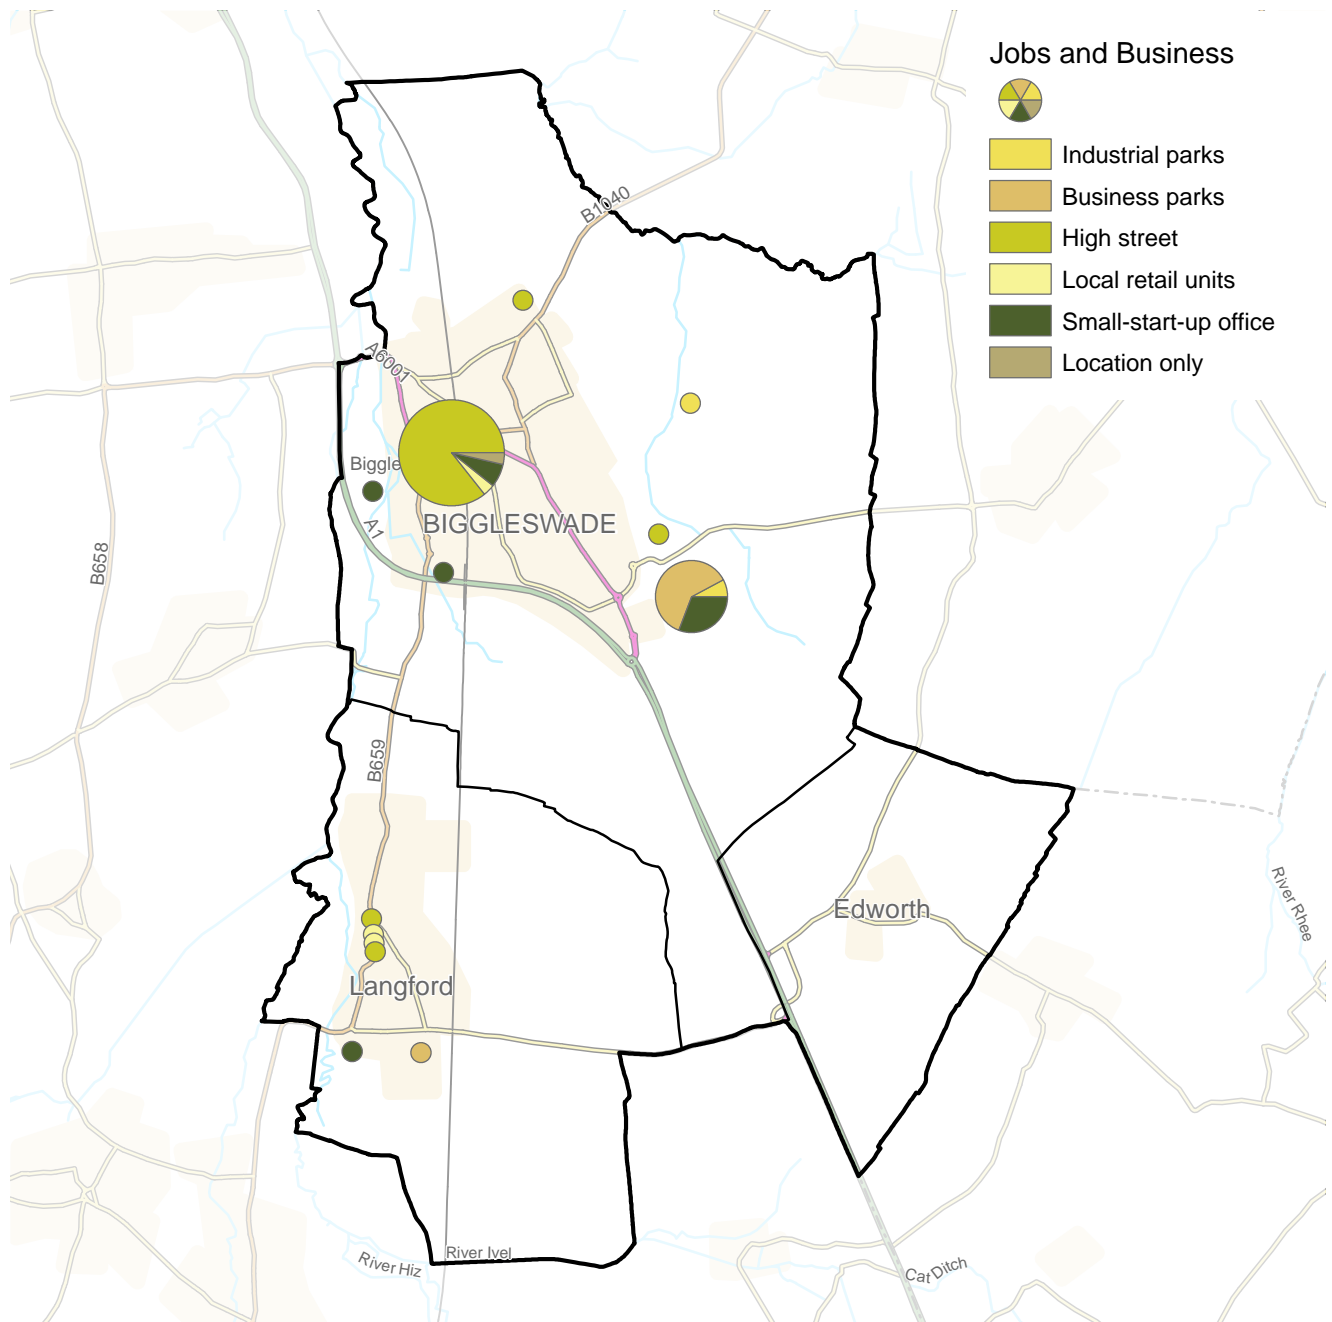 Jobs and Business
Industrial parks
Business parks
High street
Local retail units
Small-start-up office
Location only
B1040
A6001
Biggle
BIGGLESWADE
A1
B658
B659
Edworth
River Rhee
Langford
River Ivel
River Hiz
Cat Ditch